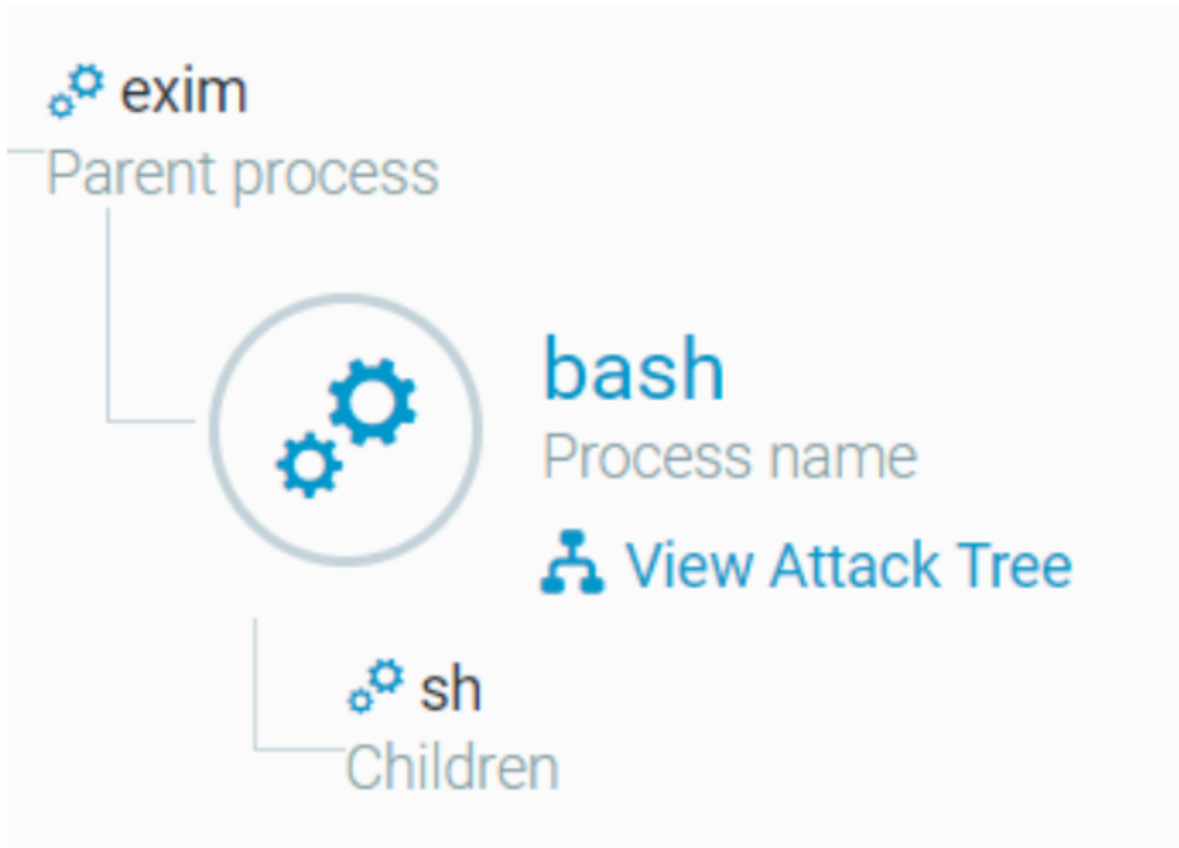 exim
Parent process
bash
Process name
View Attack Tree
sh
Children